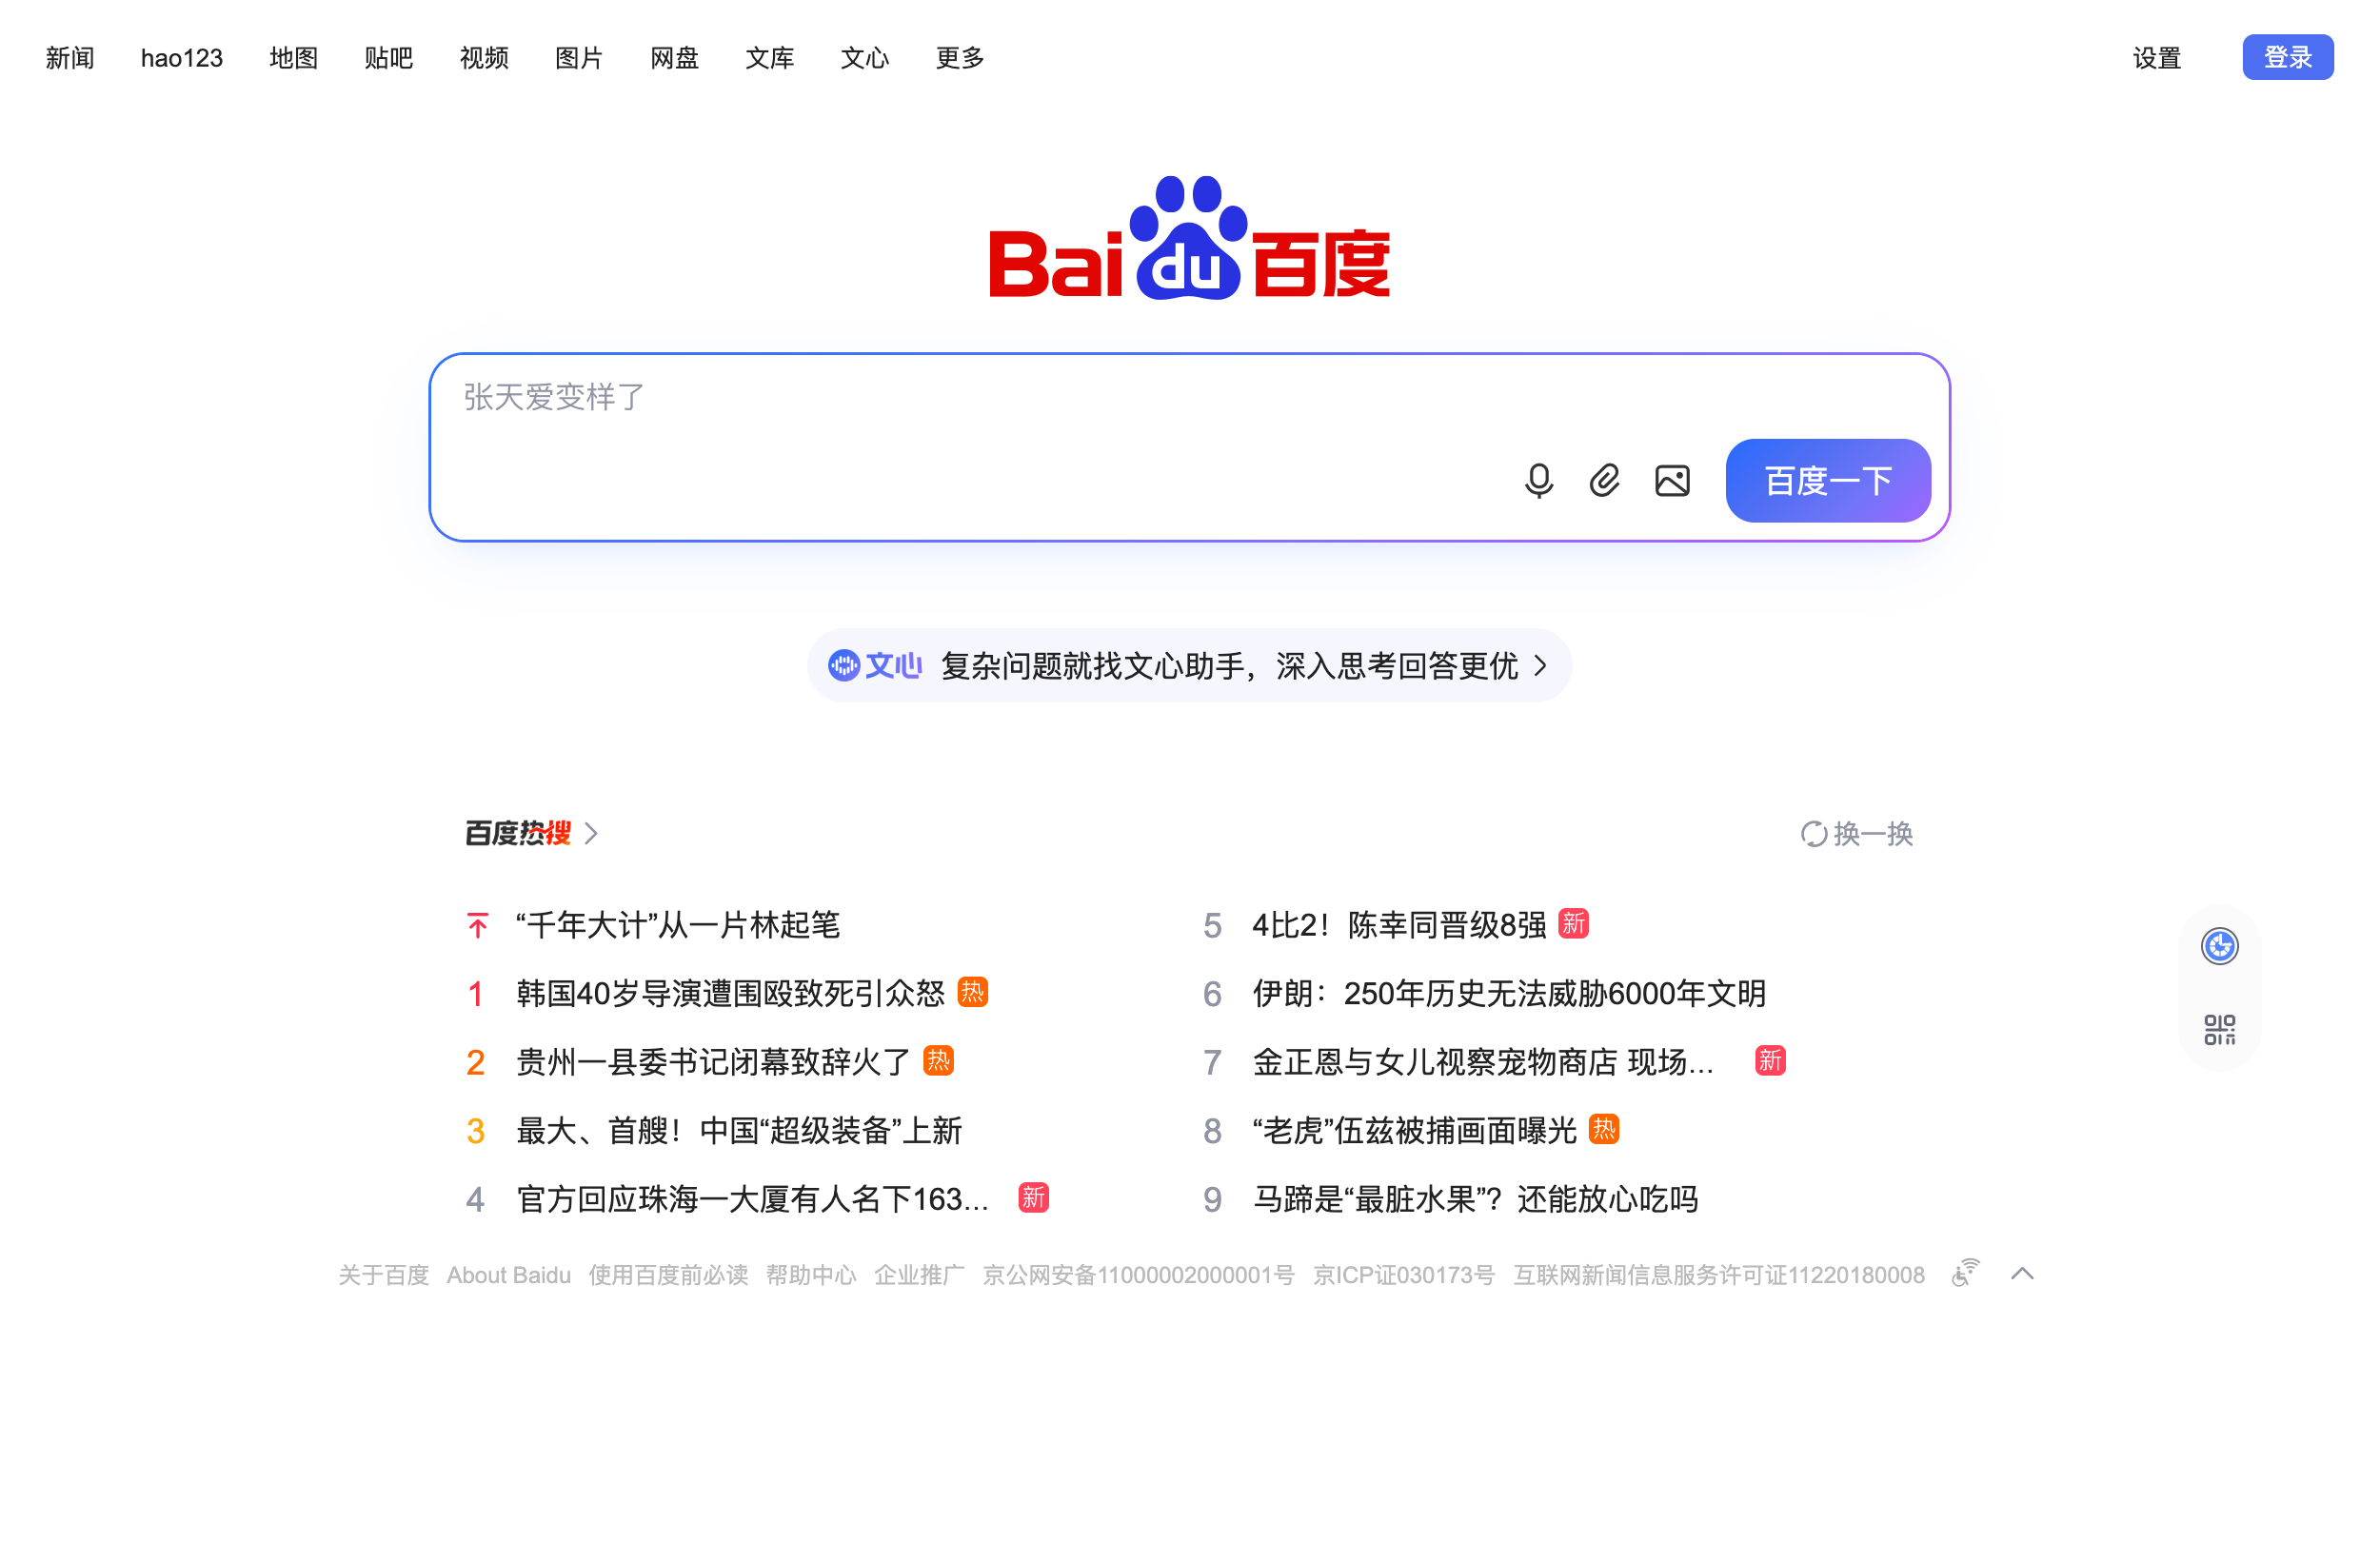 新闻 hao123 地图 贴吧 视频 图片 网盘 文库 文心 更多 设置 登录
Bai du 百度
张天爱变样了
百度一下
文心 复杂问题就找文心助手，深入思考回答更优
百度热搜 换一换
“千年大计”从一片林起笔
1 韩国40岁导演遭围殴致死引众怒 热
2 贵州一县委书记闭幕致辞火了 热
3 最大、首艘！中国“超级装备”上新
4 官方回应珠海一大厦有人名下163... 新
5 4比2！陈幸同晋级8强 新
6 伊朗：250年历史无法威胁6000年文明
7 金正恩与女儿视察宠物商店 现场... 新
8 “老虎”伍兹被捕画面曝光 热
9 马蹄是“最脏水果”？还能放心吃吗
关于百度 About Baidu 使用百度前必读 帮助中心 企业推广 京公网安备11000002000001号 京ICP证030173号 互联网新闻信息服务许可证11220180008